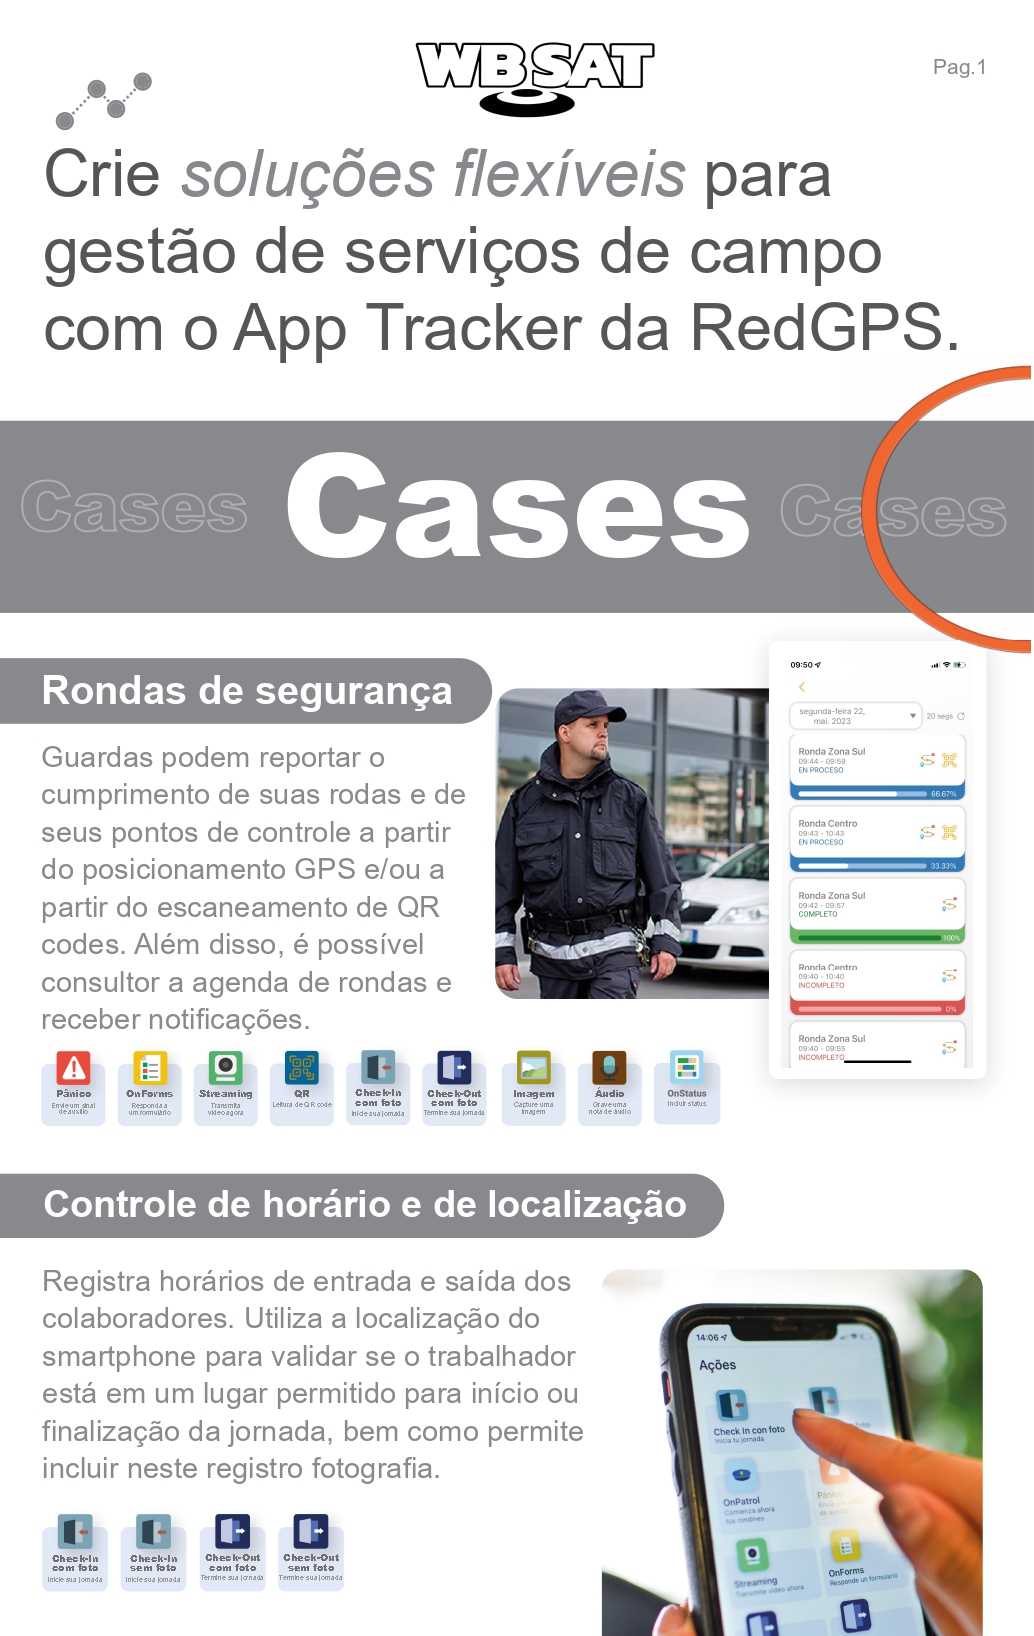 WBSAT
Pag.1
Crie soluções flexíveis para
gestão de serviços de campo
com o App Tracker da RedGPS.
Cases
Cases
Cases
Rondas de segurança
Guardas podem reportar o
cumprimento de suas rodas e de
seus pontos de controle a partir
do posicionamento GPS e/ou a
partir do escaneamento de QR
codes. Além disso, é possível
consultor a agenda de rondas e
receber notificações.
09:50
segunda-feira 22,
mai. 2023
20 segs
Ronda Zona Sul
09:44 - 09:59
EN PROCESO
66.67%
Ronda Centro
09:43 - 10:43
EN PROCESO
33.33%
Ronda Zona Sul
09:42 - 09:57
COMPLETO
100%
Ronda Centro
09:40 - 10:40
INCOMPLETO
0%
Ronda Zona Sul
09:40 - 09:55
INCOMPLETO
Pânico
Envie um sinal
de auxílio
OnForms
Responda a
um formulário
Streaming
Transmita
vídeo agora
QR
Leitura de QR code
Check-In
com foto
Inicie sua jornada
Check-Out
com foto
Termine sua jornada
Imagem
Capture uma
imagem
Áudio
Grave uma
nota de áudio
OnStatus
Incluir status
Controle de horário e de localização
Registra horários de entrada e saída dos
colaboradores. Utiliza a localização do
smartphone para validar se o trabalhador
está em um lugar permitido para início ou
finalização da jornada, bem como permite
incluir neste registro fotografia.
Check-In
com foto
Inicie sua jornada
Check-In
sem foto
Inicie sua jornada
Check-Out
com foto
Termine sua jornada
Check-Out
sem foto
Termine sua jornada
14:06
Ações
Check In con foto
Inicia tu jornada
foto
OnPatrol
Comienza ahora
tus rondines
Pánico
Streaming
Transmite video ahora
OnForms
Responde un formulario